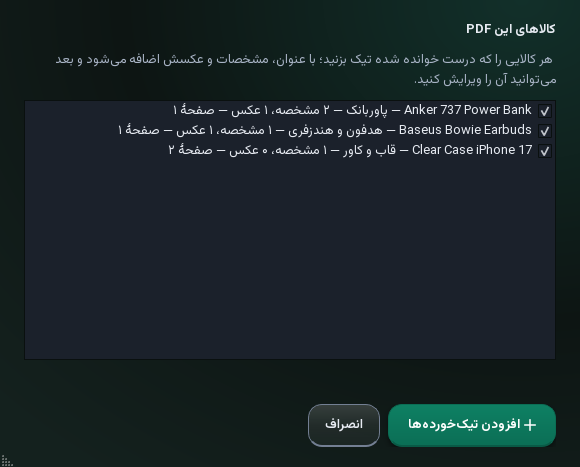 کالاهای این PDF
هر کالایی را که درست خوانده شده تیک بزنید؛ با عنوان، مشخصات و عکسش اضافه می‌شود و بعد
می‌توانید آن را ویرایش کنید.
Anker 737 Power Bank — پاوربانک — ۲ مشخصه، ۱ عکس — صفحهٔ ۱
Baseus Bowie Earbuds — هدفون و هندزفری — ۱ مشخصه، ۱ عکس — صفحهٔ ۱
Clear Case iPhone 17 — قاب و کاور — ۱ مشخصه، ۰ عکس — صفحهٔ ۲
افزودن تیک‌خورده‌ها
انصراف